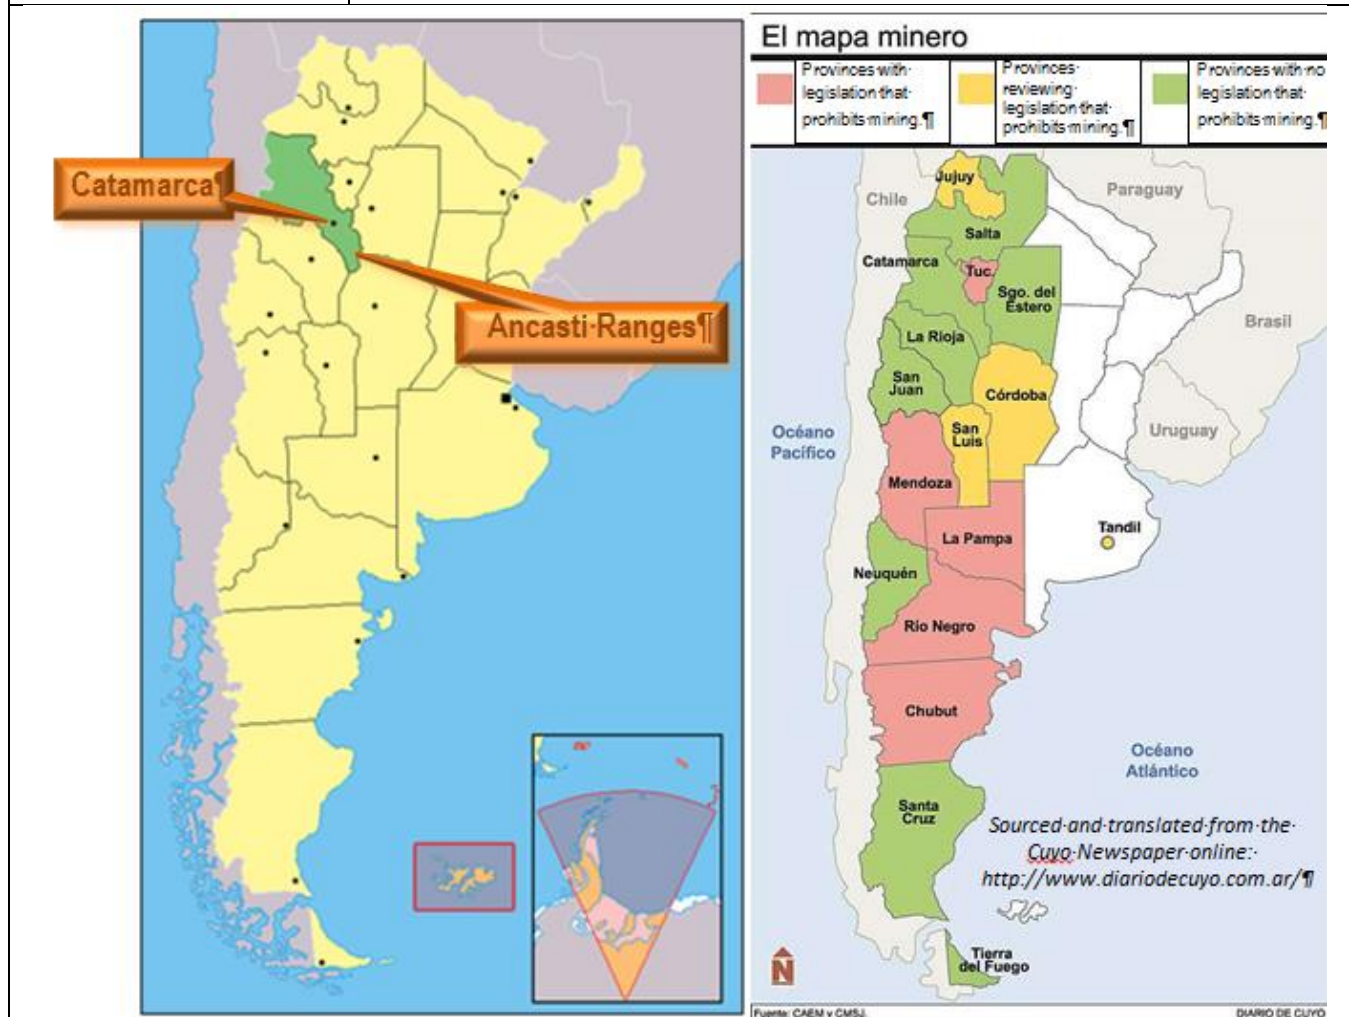 Catamarca¶
Ancasti·Ranges¶
El mapa minero
Provinces·with·
legislation·that·
prohibits·mining.¶
Provinces·
reviewing·
legislation·that·
prohibits·mining.¶
Provinces·with·no
legislation·that·
prohibits·mining.¶
Jujuy
Chile
Paraguay
Salta
Catamarca
Tuc.
Sgo. del
Estero
Brasil
La Rioja
San
Juan
Córdoba
Océano
Pacífico
San
Luis
Uruguay
Mendoza
La Pampa
Tandil
Neuquén
Río Negro
Chubut
Océano
Atlántico
Santa
Cruz
Sourced·and·translated·from·the·
Cuyo·Newspaper·online:·
http://www.diariodecuyo.com.ar/¶
N
Tierra
del Fuego
Fuente: CAEM y CMSJ.
DIARIO DE CUYO